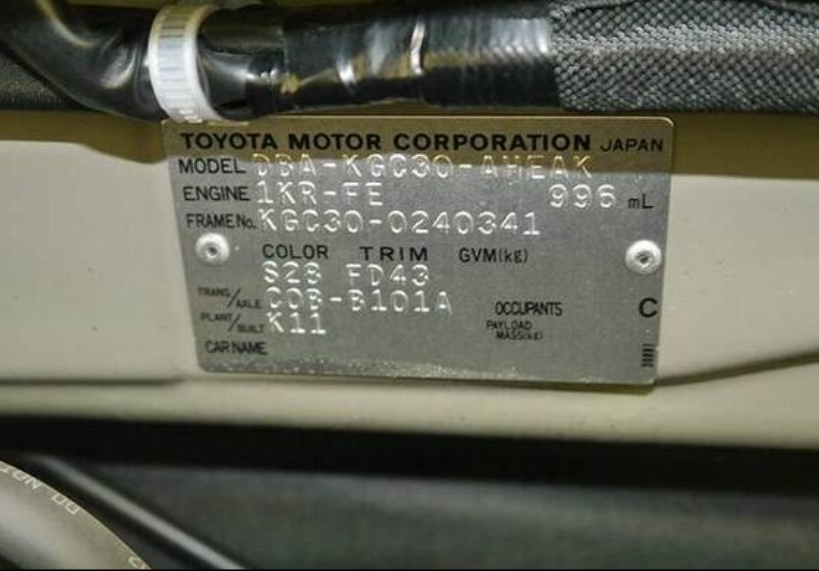 TOYOTA MOTOR CORPORATION JAPAN
MODEL DBA-KGC30-AHEAK
ENGINE 1KR-FE 996 mL
FRAME No. KGC30-0240341
COLOR TRIM GVM(kg)
S28 FD43
TRANS/AXLE C0B-B101A OCCUPANTS C
PLANT/BUILT K11 PAYLOAD MASS(kg)
CAR NAME